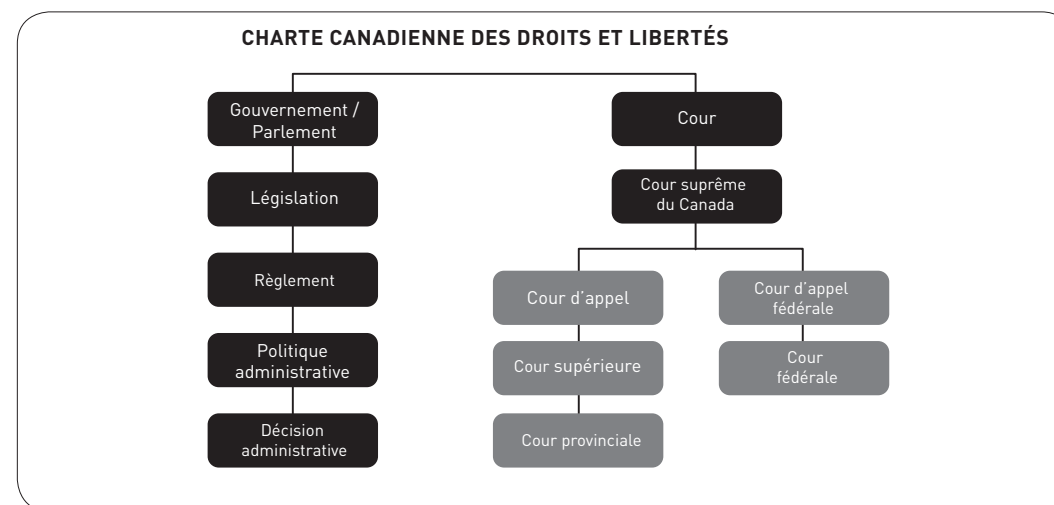 CHARTE CANADIENNE DES DROITS ET LIBERTÉS
Gouvernement /
Parlement
Législation
Règlement
Politique
administrative
Décision
administrative
Cour
Cour suprême
du Canada
Cour d'appel
Cour supérieure
Cour provinciale
Cour d'appel
fédérale
Cour
fédérale